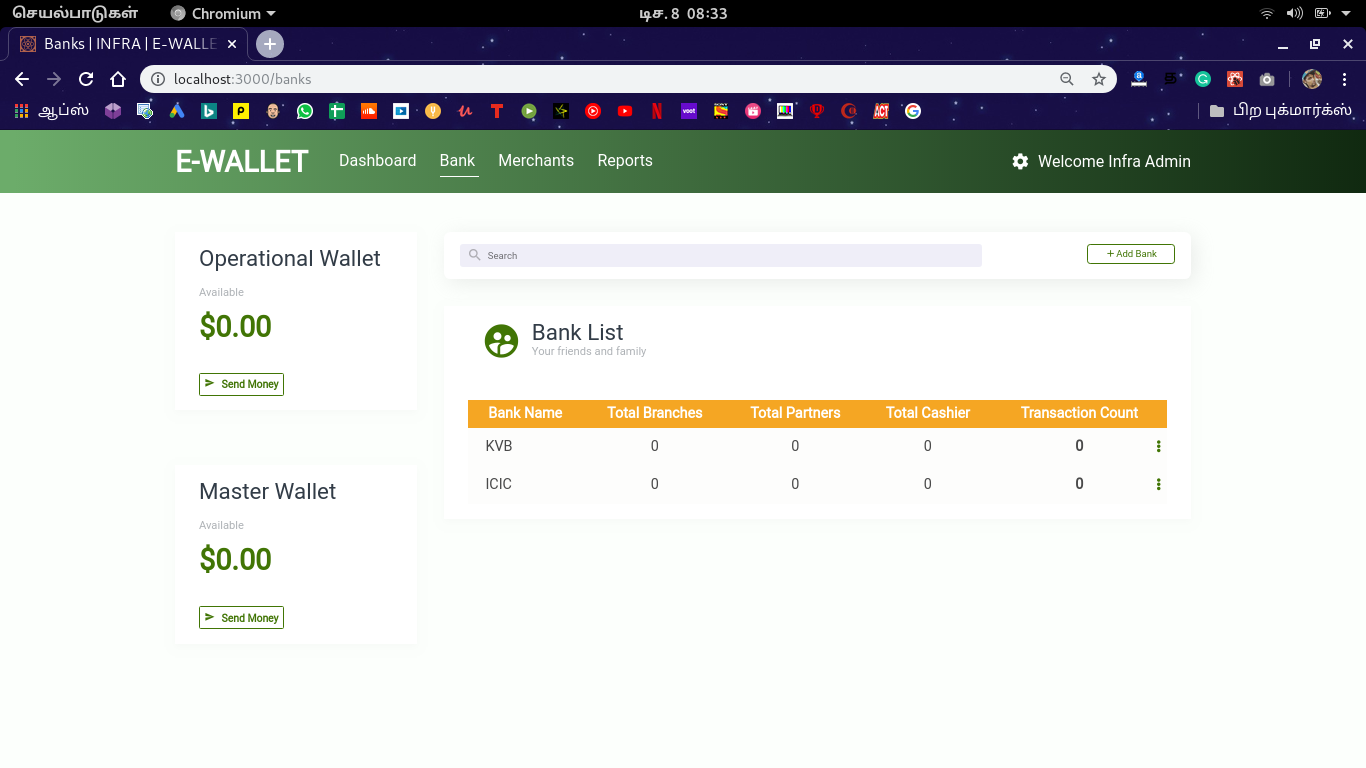 செயல்பாடுகள் Chromium டிச. 8 08:33
Banks | INFRA | E-WALLE
localhost:3000/banks
ஆப்ஸ் பிற புக்மார்க்ஸ்
E-WALLET Dashboard Bank Merchants Reports Welcome Infra Admin
Operational Wallet
Available
$0.00
Send Money
Master Wallet
Available
$0.00
Send Money
Search + Add Bank
Bank List
Your friends and family
Bank Name Total Branches Total Partners Total Cashier Transaction Count
KVB 0 0 0 0
ICIC 0 0 0 0